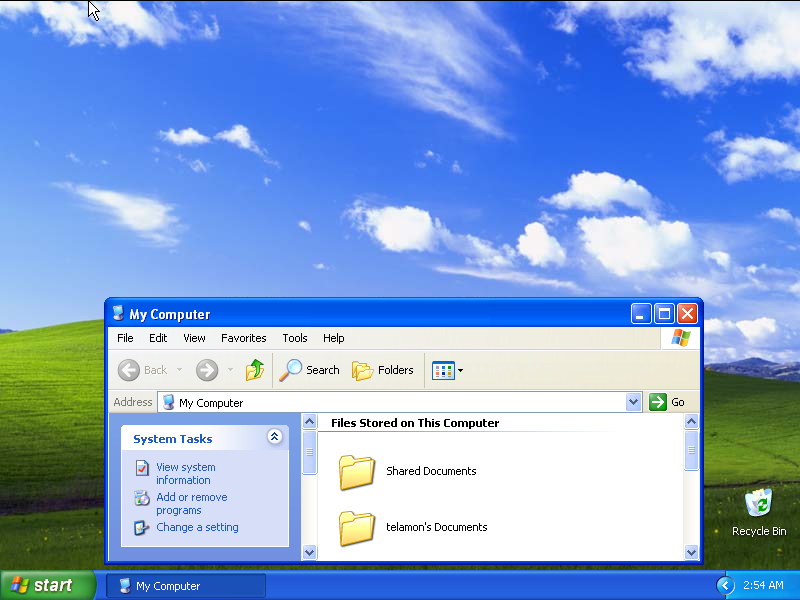 My Computer
File Edit View Favorites Tools Help
Back Search Folders
Address My Computer Go
System Tasks
View system
information
Add or remove
programs
Change a setting
Files Stored on This Computer
Shared Documents
telamon's Documents
Recycle Bin
start My Computer 2:54 AM